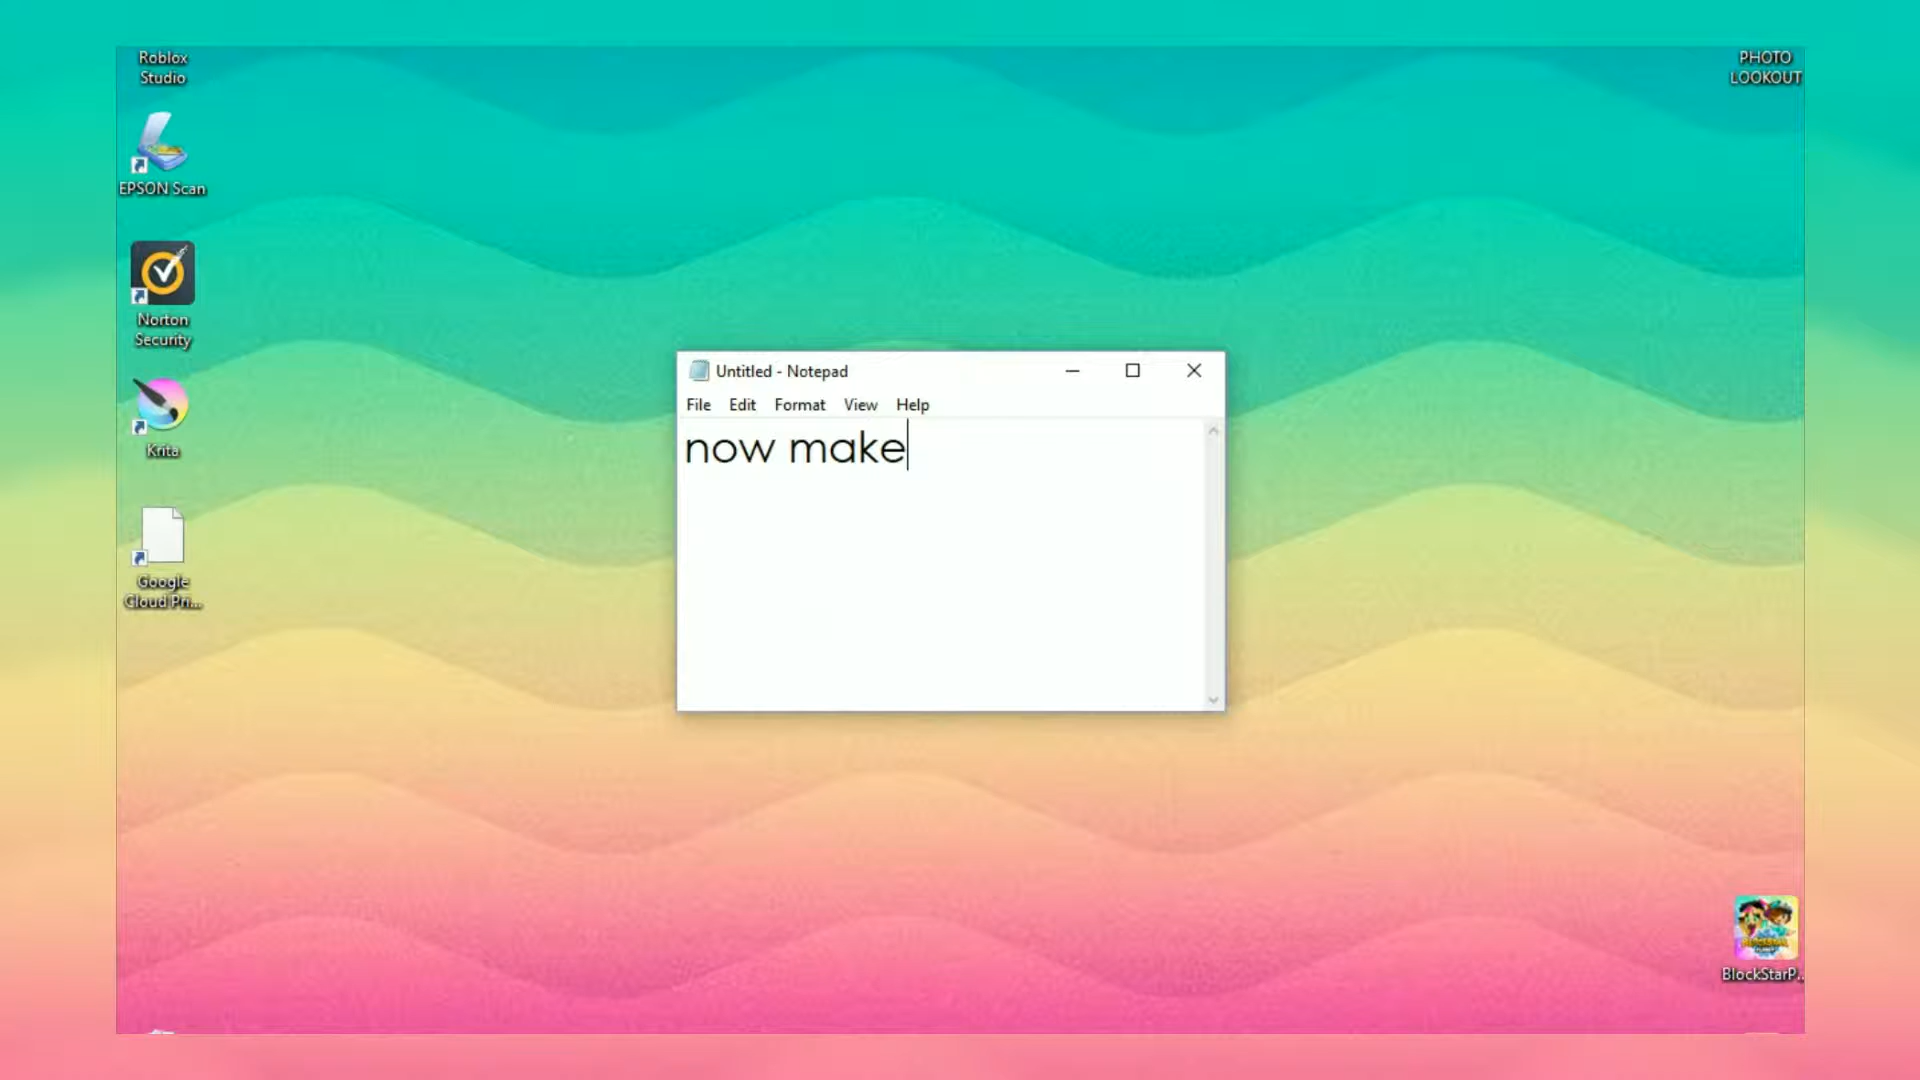 Roblox
Studio
EPSON Scan
Norton
Security
Krita
Google
Cloud Pri...
PHOTO
LOOKOUT
Untitled - Notepad
File Edit Format View Help
now make
BlockStarP...